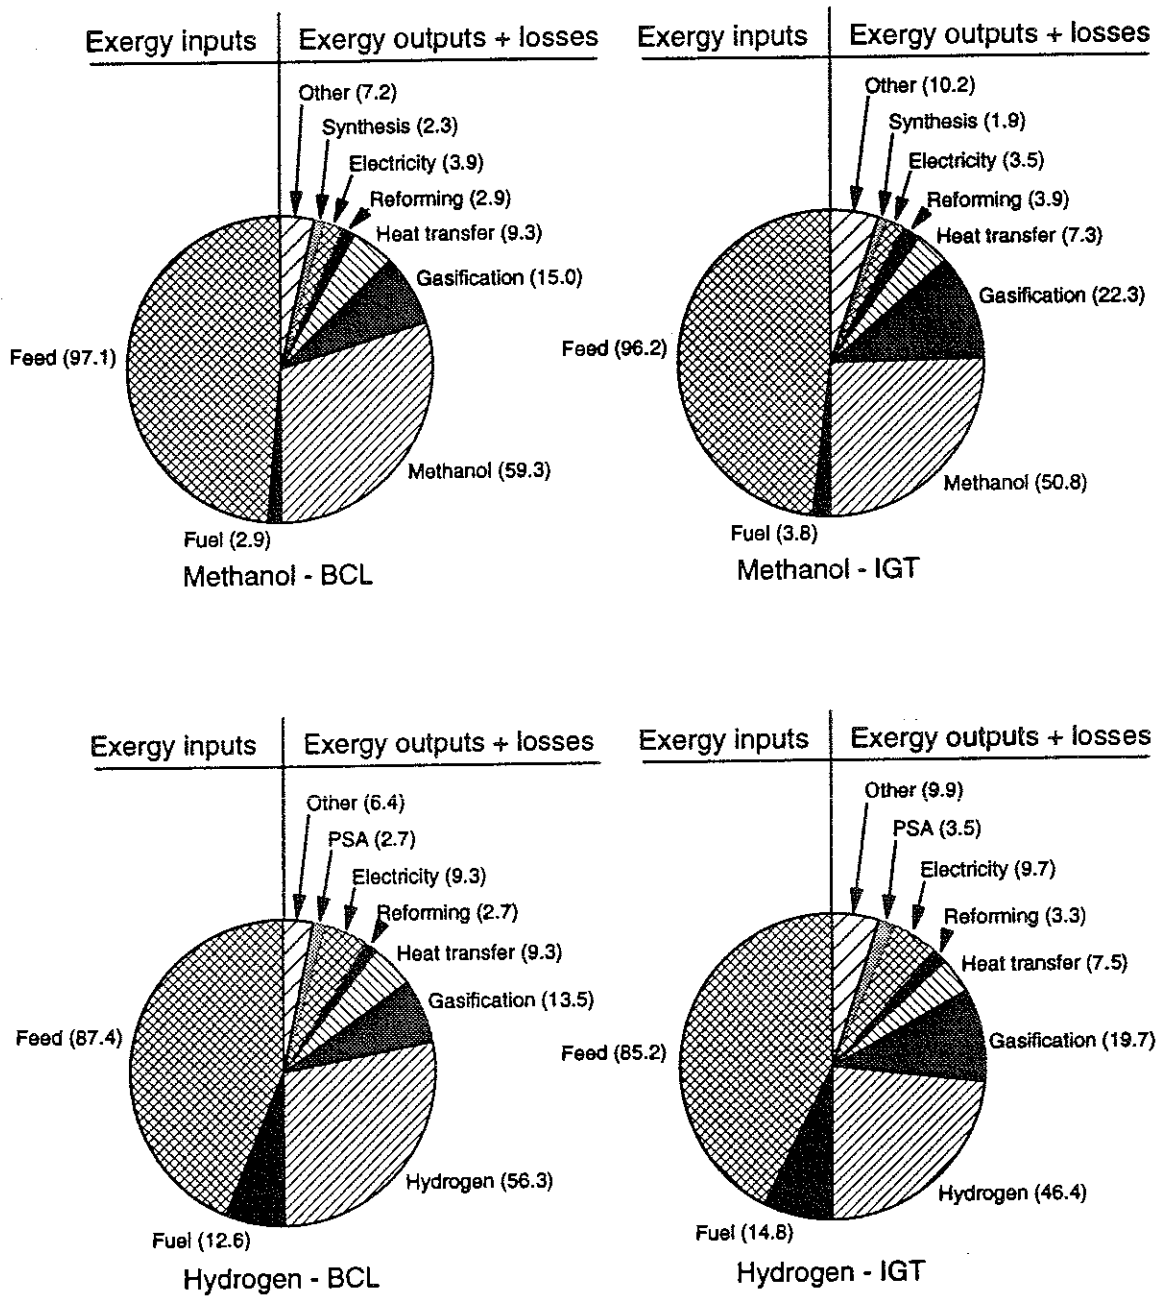 Exergy inputs
Exergy outputs + losses
Other (7.2)
Synthesis (2.3)
Electricity (3.9)
Reforming (2.9)
Heat transfer (9.3)
Gasification (15.0)
Feed (97.1)
Methanol (59.3)
Fuel (2.9)
Methanol - BCL
Exergy inputs
Exergy outputs + losses
Other (10.2)
Synthesis (1.9)
Electricity (3.5)
Reforming (3.9)
Heat transfer (7.3)
Gasification (22.3)
Feed (96.2)
Methanol (50.8)
Fuel (3.8)
Methanol - IGT
Exergy inputs
Exergy outputs + losses
Other (6.4)
PSA (2.7)
Electricity (9.3)
Reforming (2.7)
Heat transfer (9.3)
Gasification (13.5)
Feed (87.4)
Hydrogen (56.3)
Fuel (12.6)
Hydrogen - BCL
Exergy inputs
Exergy outputs + losses
Other (9.9)
PSA (3.5)
Electricity (9.7)
Reforming (3.3)
Heat transfer (7.5)
Gasification (19.7)
Feed (85.2)
Hydrogen (46.4)
Fuel (14.8)
Hydrogen - IGT